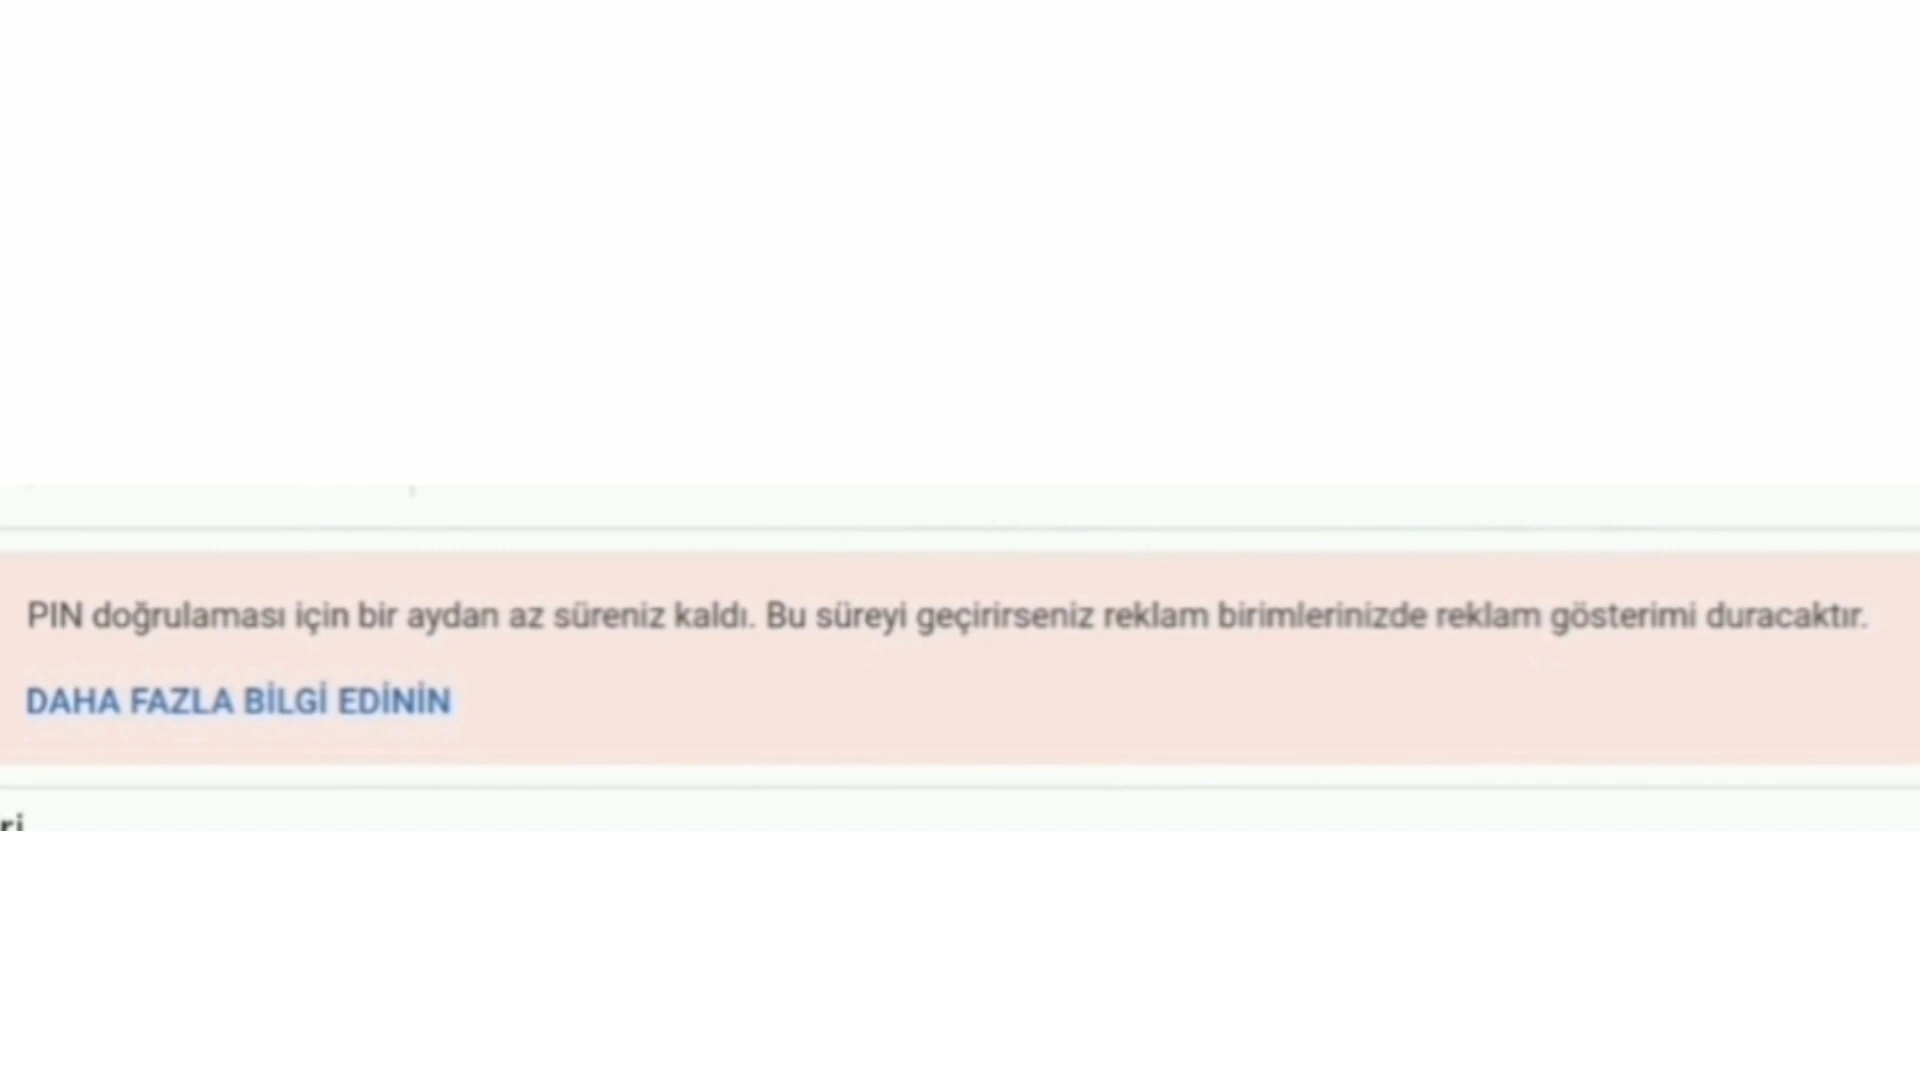 PIN doğrulaması için bir aydan az süreniz kaldı. Bu süreyi geçirirseniz reklam birimlerinizde reklam gösterimi duracaktır.
DAHA FAZLA BİLGİ EDİNİN
ri